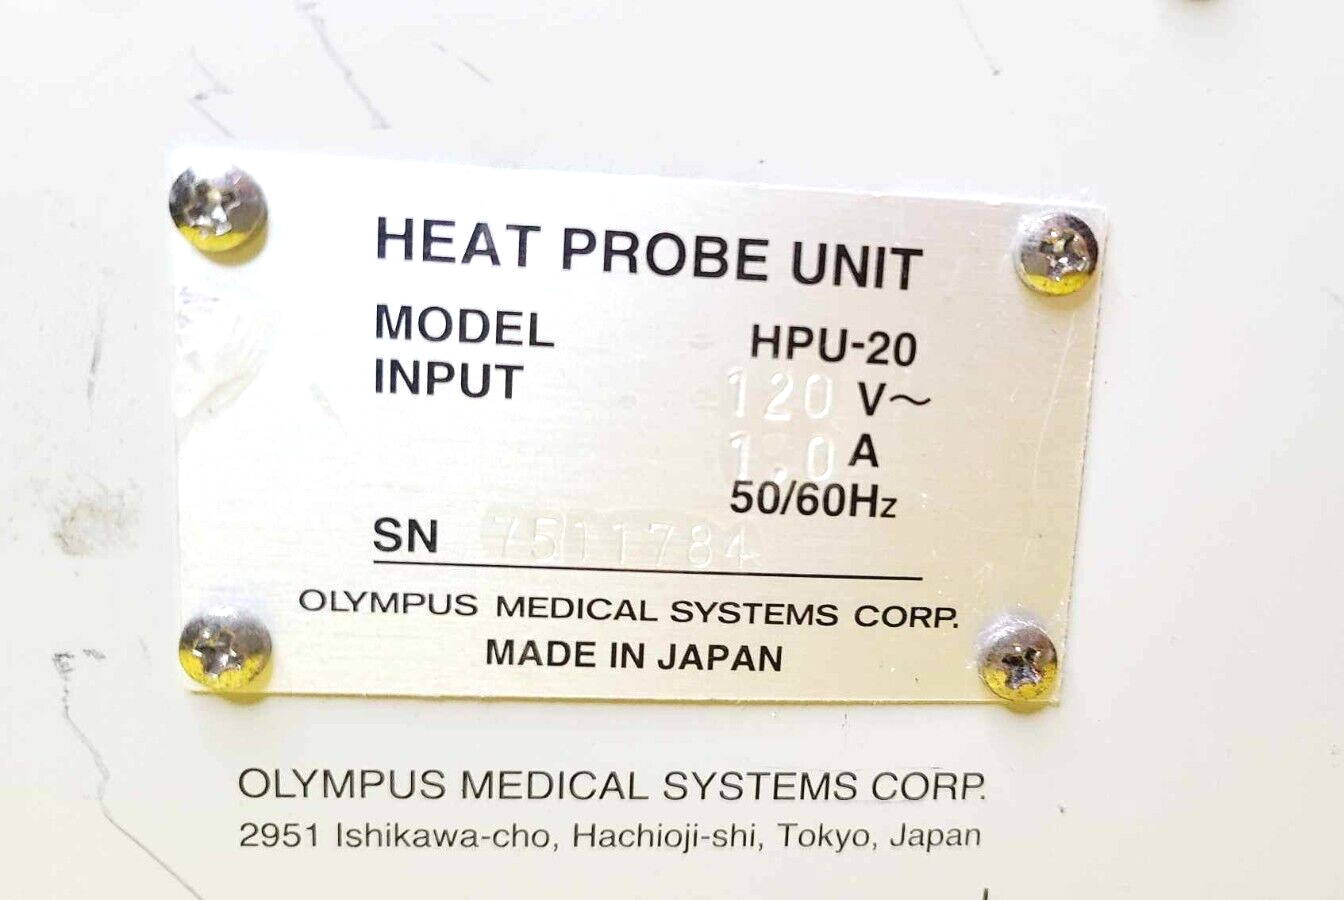 HEAT PROBE UNIT
MODEL HPU-20
INPUT 120 V~
1.0 A
50/60Hz
SN 7511784
OLYMPUS MEDICAL SYSTEMS CORP.
MADE IN JAPAN
OLYMPUS MEDICAL SYSTEMS CORP.
2951 Ishikawa-cho, Hachioji-shi, Tokyo, Japan